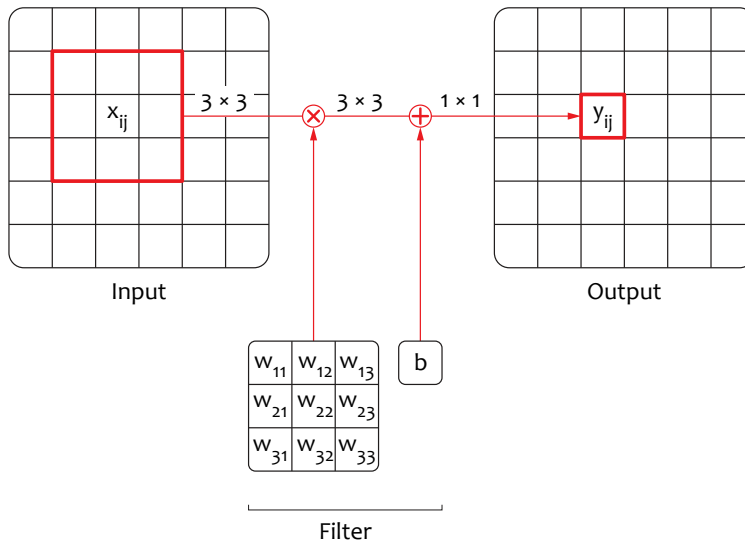 3 × 3 3 × 3 1 × 1
x_ij y_ij
Input Output
w_11 w_12 w_13 b
w_21 w_22 w_23
w_31 w_32 w_33
Filter